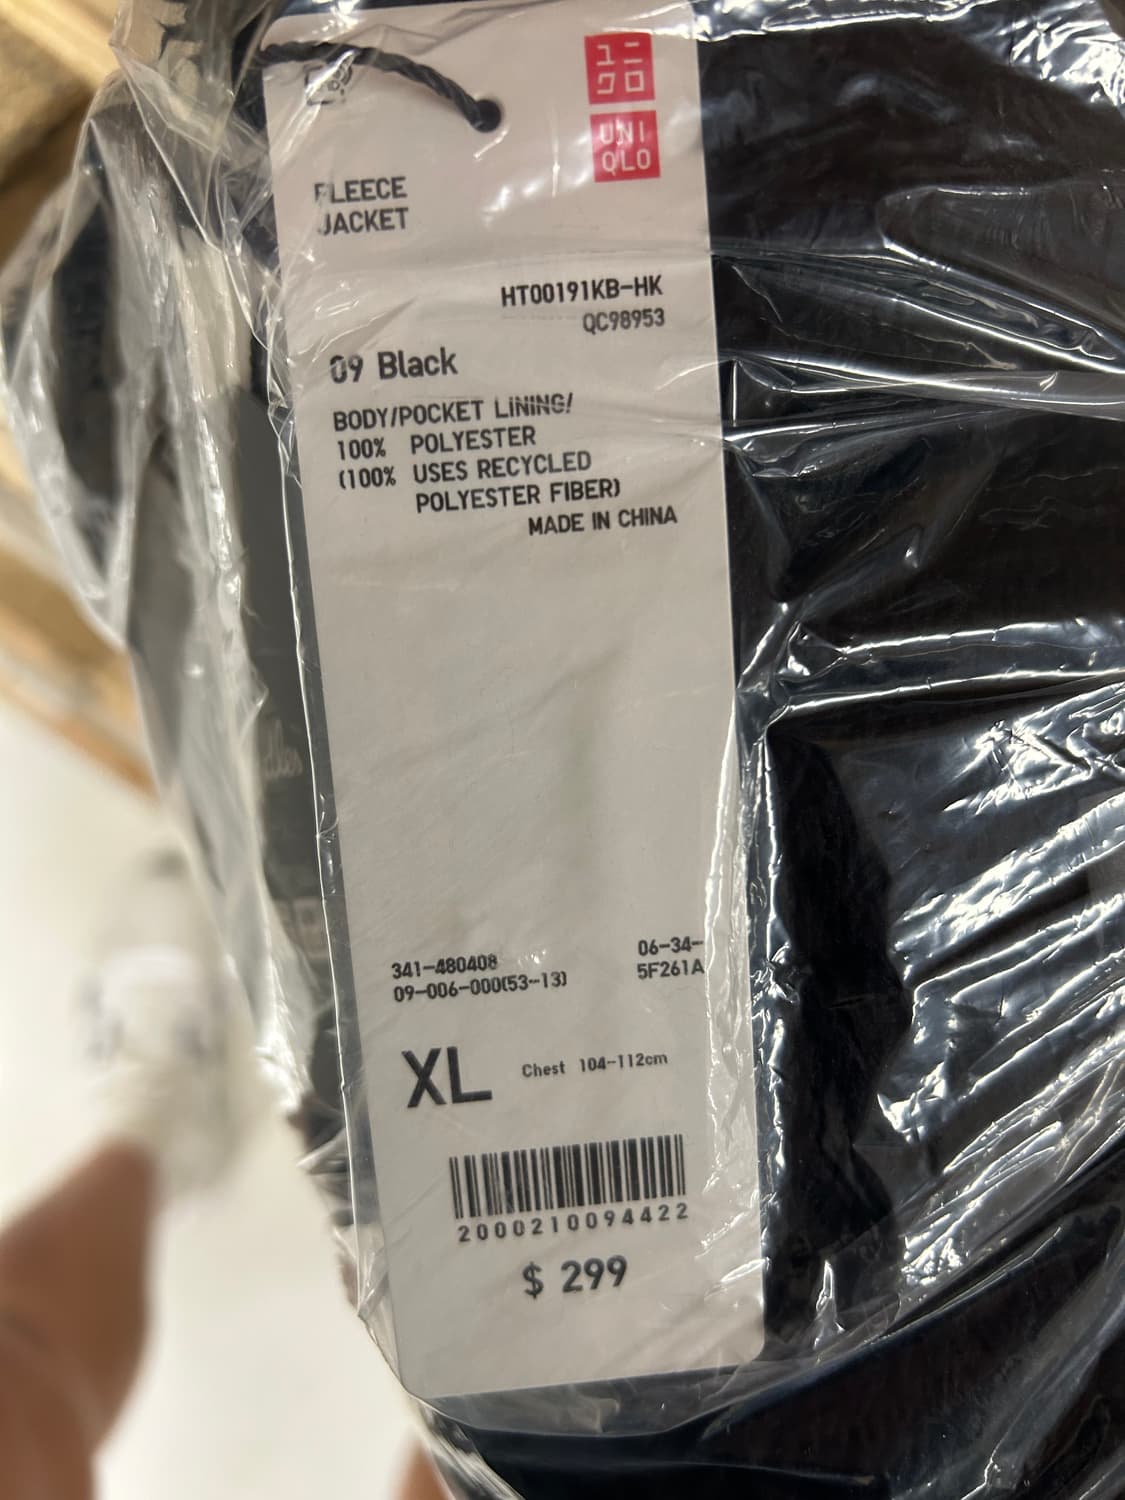 ユニ
クロ
UNI
QLO
FLEECE
JACKET
HT00191KB-HK
QC98953
09 Black
BODY/POCKET LINING/
100% POLYESTER
(100% USES RECYCLED
POLYESTER FIBER)
MADE IN CHINA
341-480408 06-34-
09-006-000(53-13) 5F261A
XL Chest 104-112cm
2000210094422
$ 299